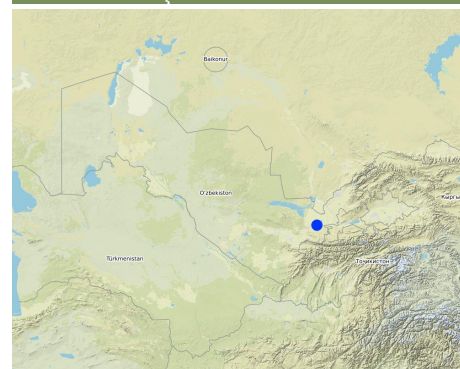 Baikonur
O'zbekiston
Кыргы
Türkmenistan
Тоҷикистон